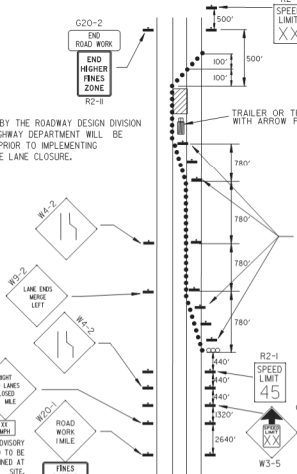 G20-2
END
ROAD WORK
END
HIGHER
FINES
ZONE
R2-11
SPEED
LIMIT
XX
500'
500'
100'
100'
BY THE ROADWAY DESIGN DIVISION
HIGHWAY DEPARTMENT WILL BE
PRIOR TO IMPLEMENTING
LANE CLOSURE.
TRAILER OR
WITH ARROW
780'
780'
780'
780'
W4-2
W9-2
LANE ENDS
MERGE
LEFT
W4-2
RIGHT
LANES
CLOSED
MILE
XX
MPH
ADVISORY
TO BE
AT
SITE.
W20-1
ROAD
WORK
1 MILE
FINES
440'
440'
440'
1320'
2640'
R2-1
SPEED
LIMIT
45
SPEED
LIMIT
XX
W3-5